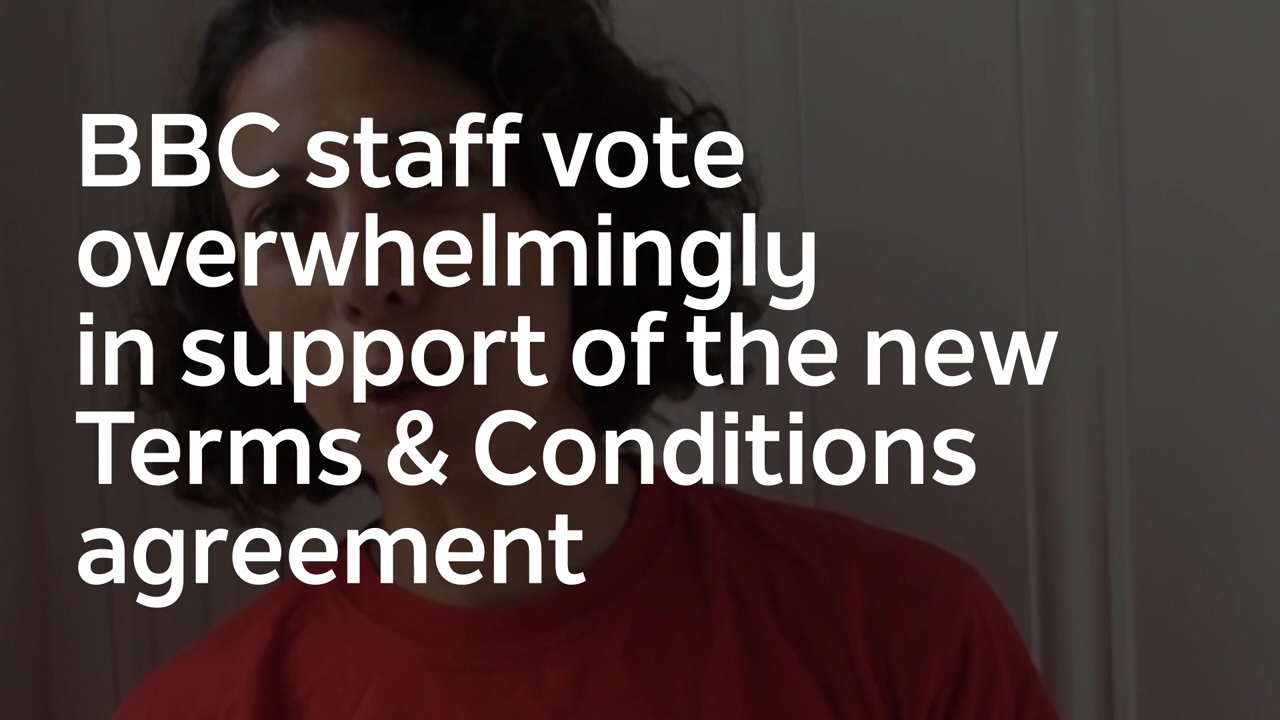 BBC staff vote
overwhelmingly
in support of the new
Terms & Conditions
agreement